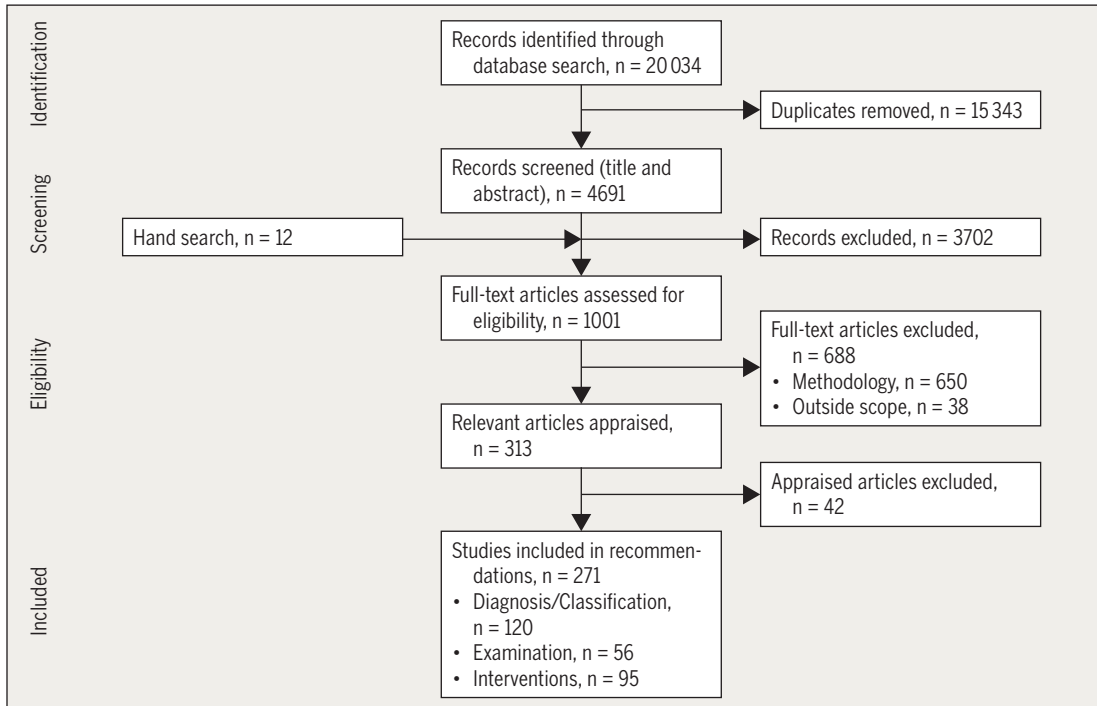 Identification
Records identified through
database search, n = 20 034
Duplicates removed, n = 15 343
Screening
Records screened (title and
abstract), n = 4691
Hand search, n = 12
Records excluded, n = 3702
Eligibility
Full-text articles assessed for
eligibility, n = 1001
Full-text articles excluded,
n = 688
• Methodology, n = 650
• Outside scope, n = 38
Relevant articles appraised,
n = 313
Appraised articles excluded,
n = 42
Included
Studies included in recommen-
dations, n = 271
• Diagnosis/Classification,
n = 120
• Examination, n = 56
• Interventions, n = 95